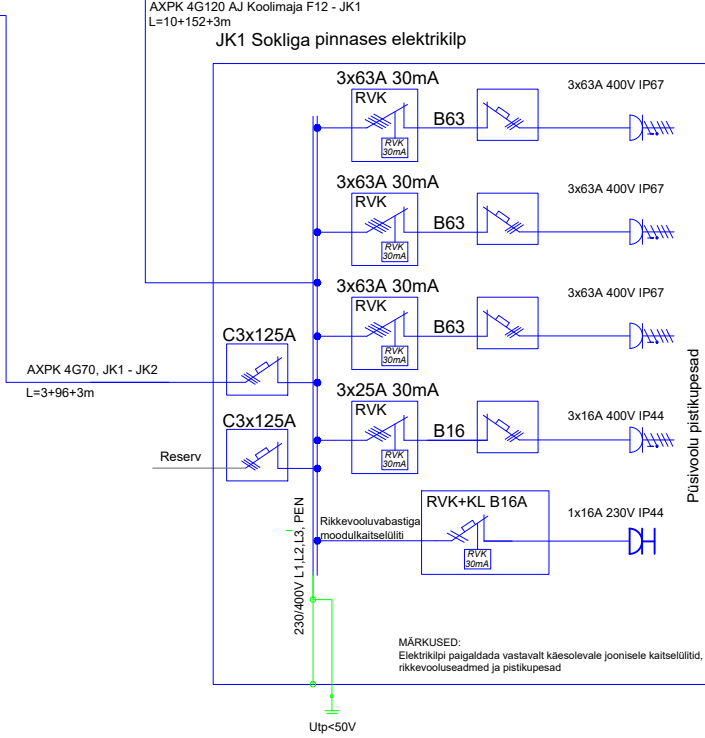 AXPK 4G120 AJ Koolimaja F12 - JK1
L=10+152+3m
JK1 Sokliga pinnases elektrikilp
3x63A 30mA
RVK
RVK
30mA
B63
3x63A 400V IP67
3x63A 30mA
RVK
RVK
30mA
B63
3x63A 400V IP67
3x63A 30mA
RVK
RVK
30mA
B63
3x63A 400V IP67
C3x125A
AXPK 4G70, JK1 - JK2
L=3+96+3m
3x25A 30mA
RVK
RVK
30mA
B16
3x16A 400V IP44
Püsivoolu pistikupesad
C3x125A
Reserv
230/400V L1,L2,L3, PEN
Rikkevooluvabastiga
moodulkaitselüliti
RVK+KL B16A
RVK
30mA
1x16A 230V IP44
MÄRKUSED:
Elektrikilpi paigaldada vastavalt käesolevale joonisele kaitselülitid,
rikkevooluseadmed ja pistikupesad
Utp<50V